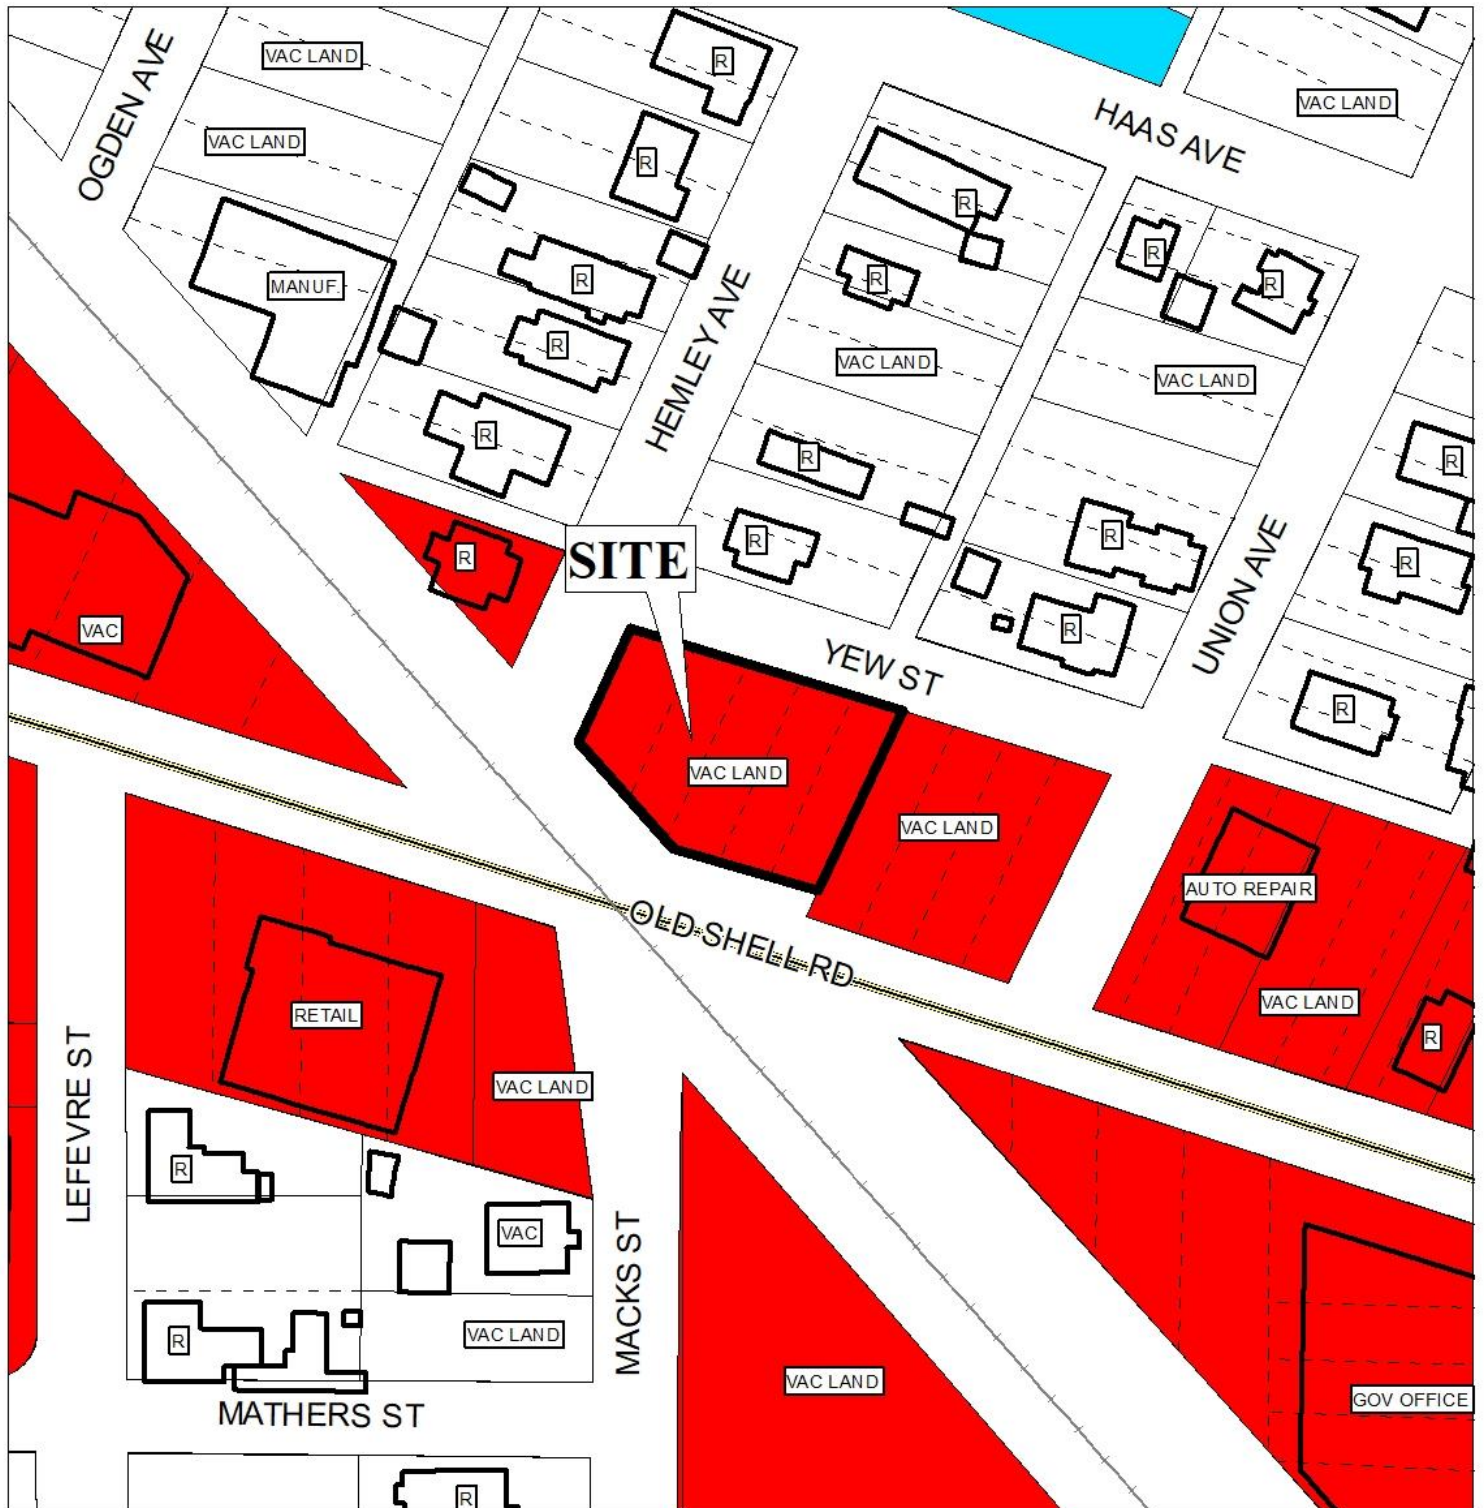 VAC LAND
R
OGDEN AVE
VAC LAND
HAAS AVE
VAC LAND
R
R
R
R
MANUF.
R
R
R
HEMLEY AVE
R
VAC LAND
VAC LAND
R
R
R
R
R
SITE
R
R
UNION AVE
VAC
R
YEW ST
R
VAC LAND
VAC LAND
AUTO REPAIR
OLD SHELL RD
VAC LAND
RETAIL
R
LEFEVRE ST
VAC LAND
R
VAC
MACKS ST
VAC LAND
R
VAC LAND
GOV OFFICE
MATHERS ST
R